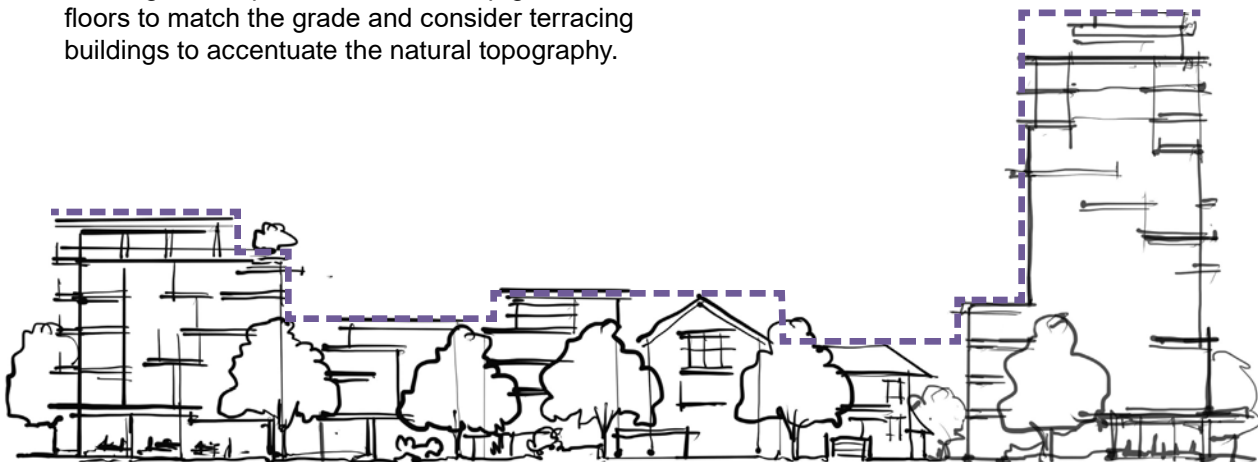 floors to match the grade and consider terracing
buildings to accentuate the natural topography.